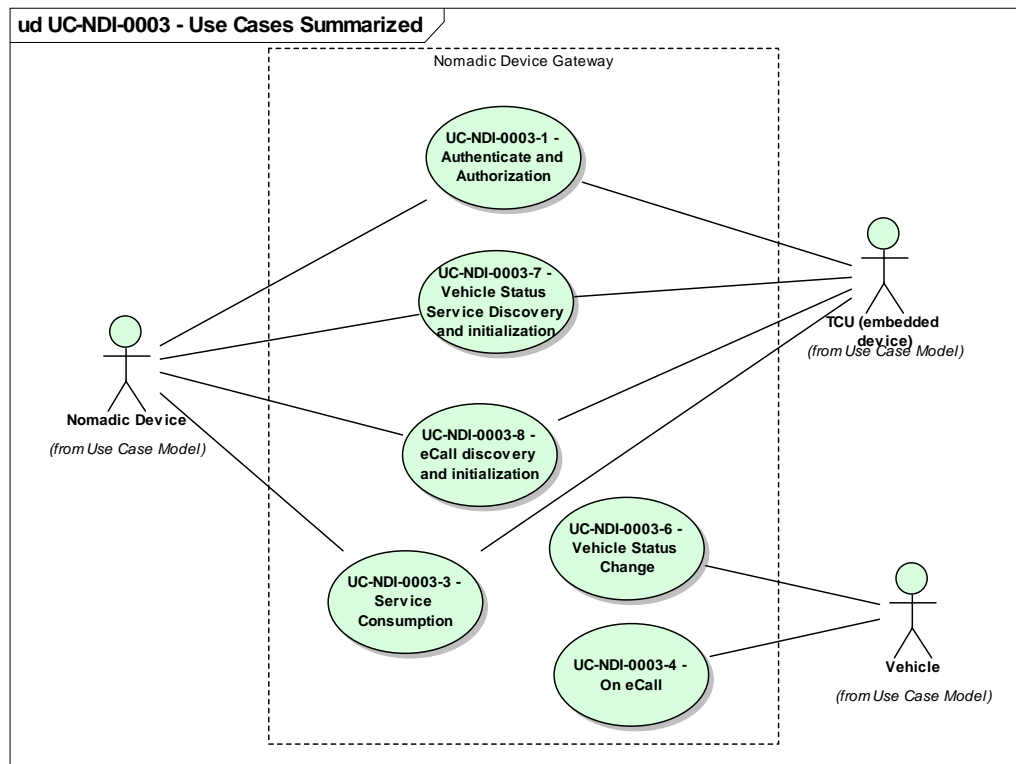 ud UC-NDI-0003 - Use Cases Summarized
Nomadic Device Gateway
UC-NDI-0003-1 -
Authenticate and
Authorization
UC-NDI-0003-7 -
Vehicle Status
Service Discovery
and initialization
TCU (embedded
device)
(from Use Case Model)
Nomadic Device
(from Use Case Model)
UC-NDI-0003-8 -
eCall discovery
and initialization
UC-NDI-0003-6 -
Vehicle Status
Change
UC-NDI-0003-3 -
Service
Consumption
UC-NDI-0003-4 -
On eCall
Vehicle
(from Use Case Model)